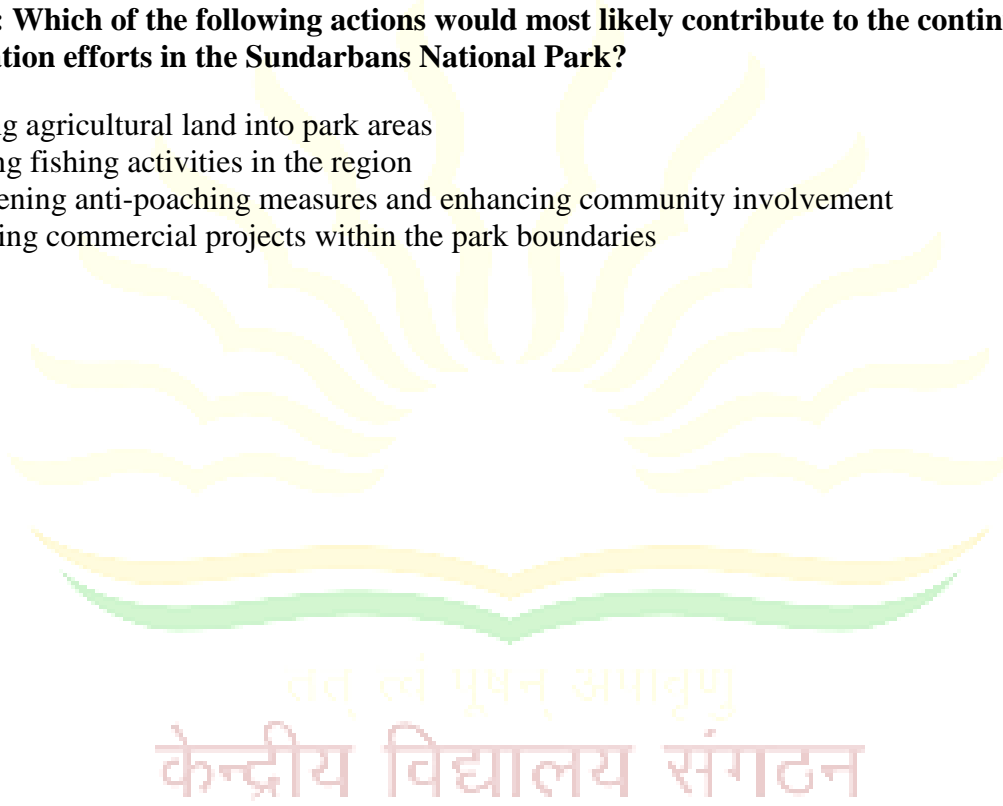 : Which of the following actions would most likely contribute to the contin
ation efforts in the Sundarbans National Park?
g agricultural land into park areas
ng fishing activities in the region
ening anti-poaching measures and enhancing community involvement
ing commercial projects within the park boundaries
तत् त्वं पूषन् अपावृणु
केन्द्रीय विद्यालय संगठन